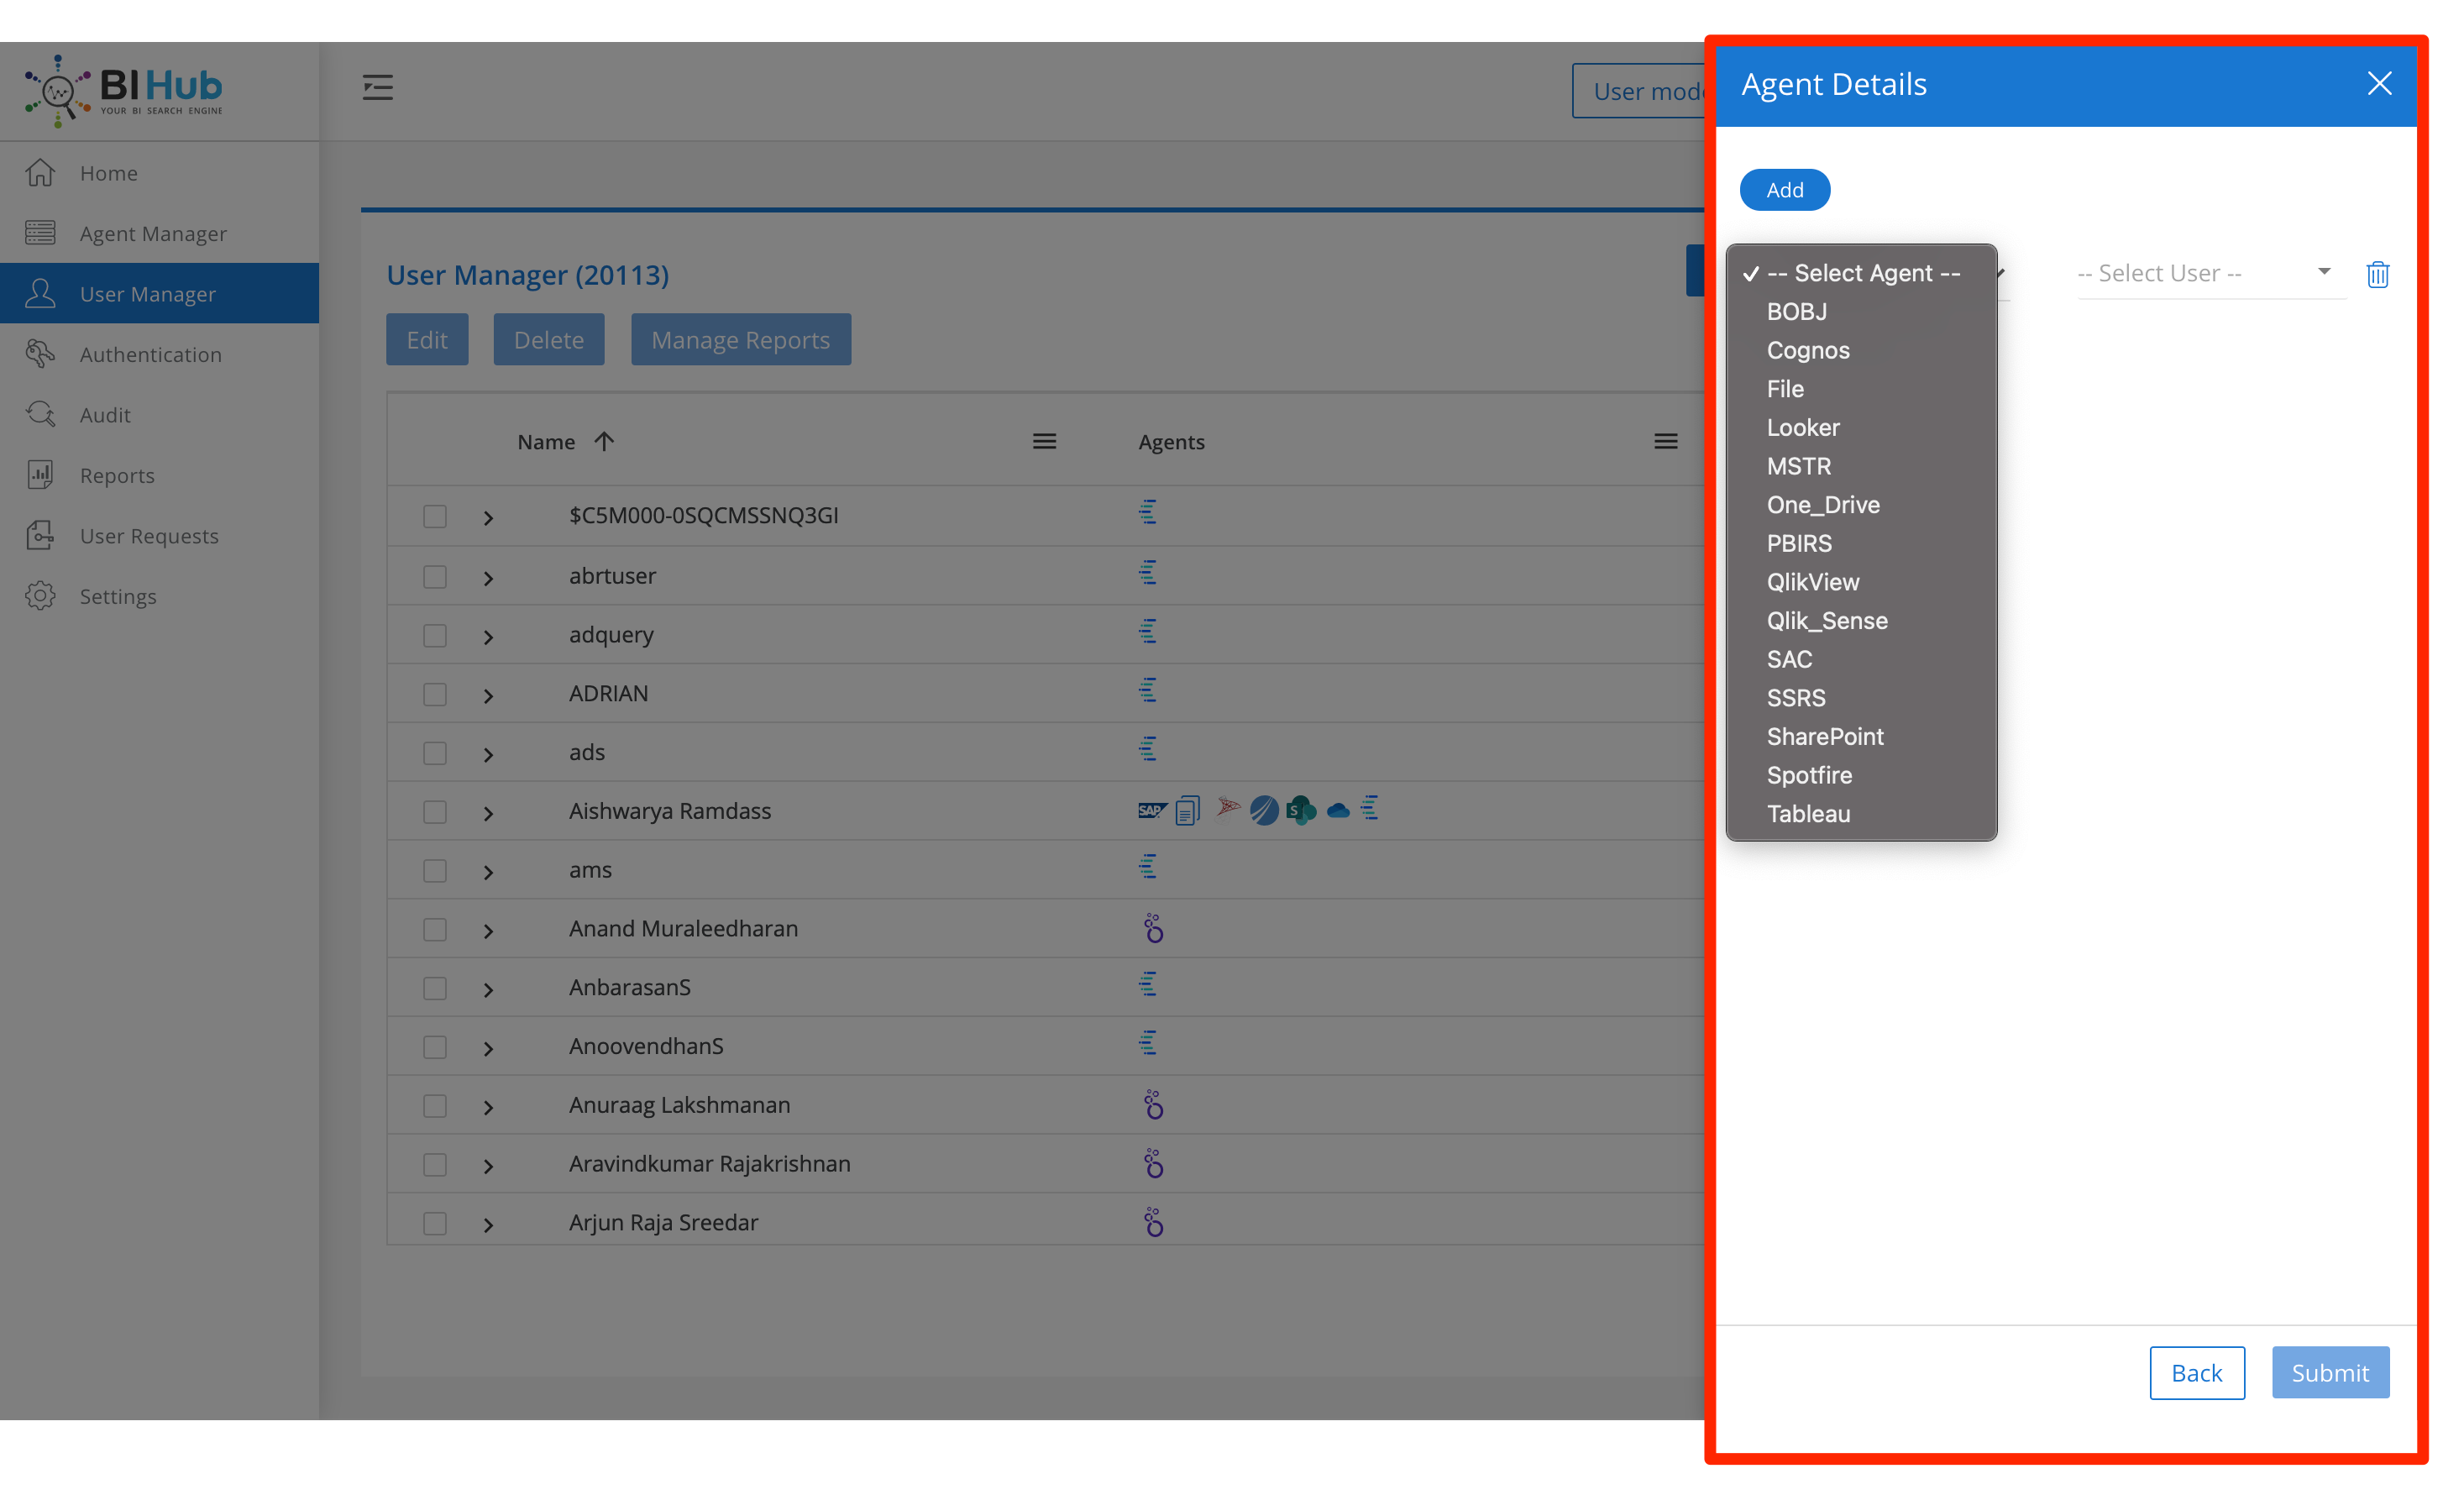 BI Hub
YOUR BI SEARCH ENGINE
Home
Agent Manager
User Manager
Authentication
Audit
Reports
User Requests
Settings
User mod
User Manager (20113)
Edit
Delete
Manage Reports
Name
Agents
$C5M000-0SQCMSSNQ3GI
abrtuser
adquery
ADRIAN
ads
Aishwarya Ramdass
SAP
S
ams
Anand Muraleedharan
AnbarasanS
AnoovendhanS
Anuraag Lakshmanan
Aravindkumar Rajakrishnan
Arjun Raja Sreedar
Agent Details
Add
-- Select Agent --
-- Select User --
BOBJ
Cognos
File
Looker
MSTR
One_Drive
PBIRS
QlikView
Qlik_Sense
SAC
SSRS
SharePoint
Spotfire
Tableau
Back
Submit